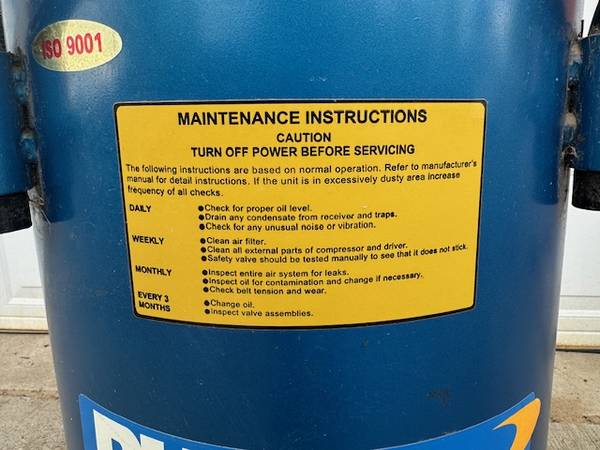 ISO 9001
MAINTENANCE INSTRUCTIONS
CAUTION
TURN OFF POWER BEFORE SERVICING
The following instructions are based on normal operation. Refer to manufacturer's
manual for detail instructions. If the unit is in excessively dusty area increase
frequency of all checks.
DAILY ●Check for proper oil level.
●Drain any condensate from receiver and traps.
●Check for any unusual noise or vibration.
WEEKLY ●Clean air filter.
●Clean all external parts of compressor and driver.
●Safety valve should be tested manually to see that it does not stick.
MONTHLY ●Inspect entire air system for leaks.
●Inspect oil for contamination and change if necessary.
●Check belt tension and wear.
EVERY 3 ●Change oil.
MONTHS ●Inspect valve assemblies.